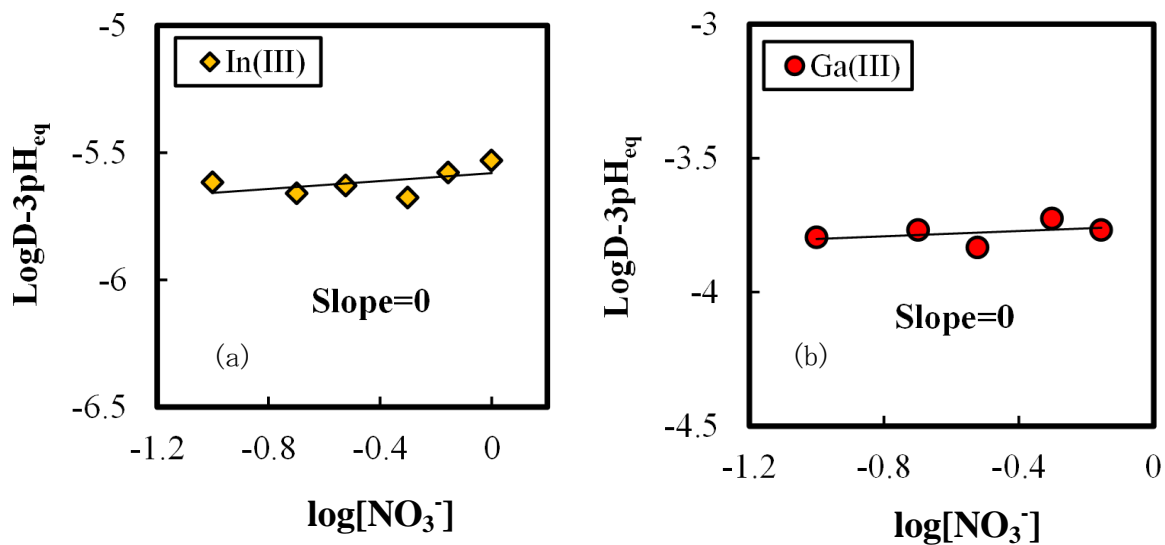 -5
-5.5
-6
-6.5
LogD-3pH_eq
In(III)
Slope=0
(a)
-1.2 -0.8 -0.4 0
log[NO₃⁻]
-3
-3.5
-4
-4.5
LogD-3pH_eq
Ga(III)
Slope=0
(b)
-1.2 -0.8 -0.4 0
log[NO₃⁻]